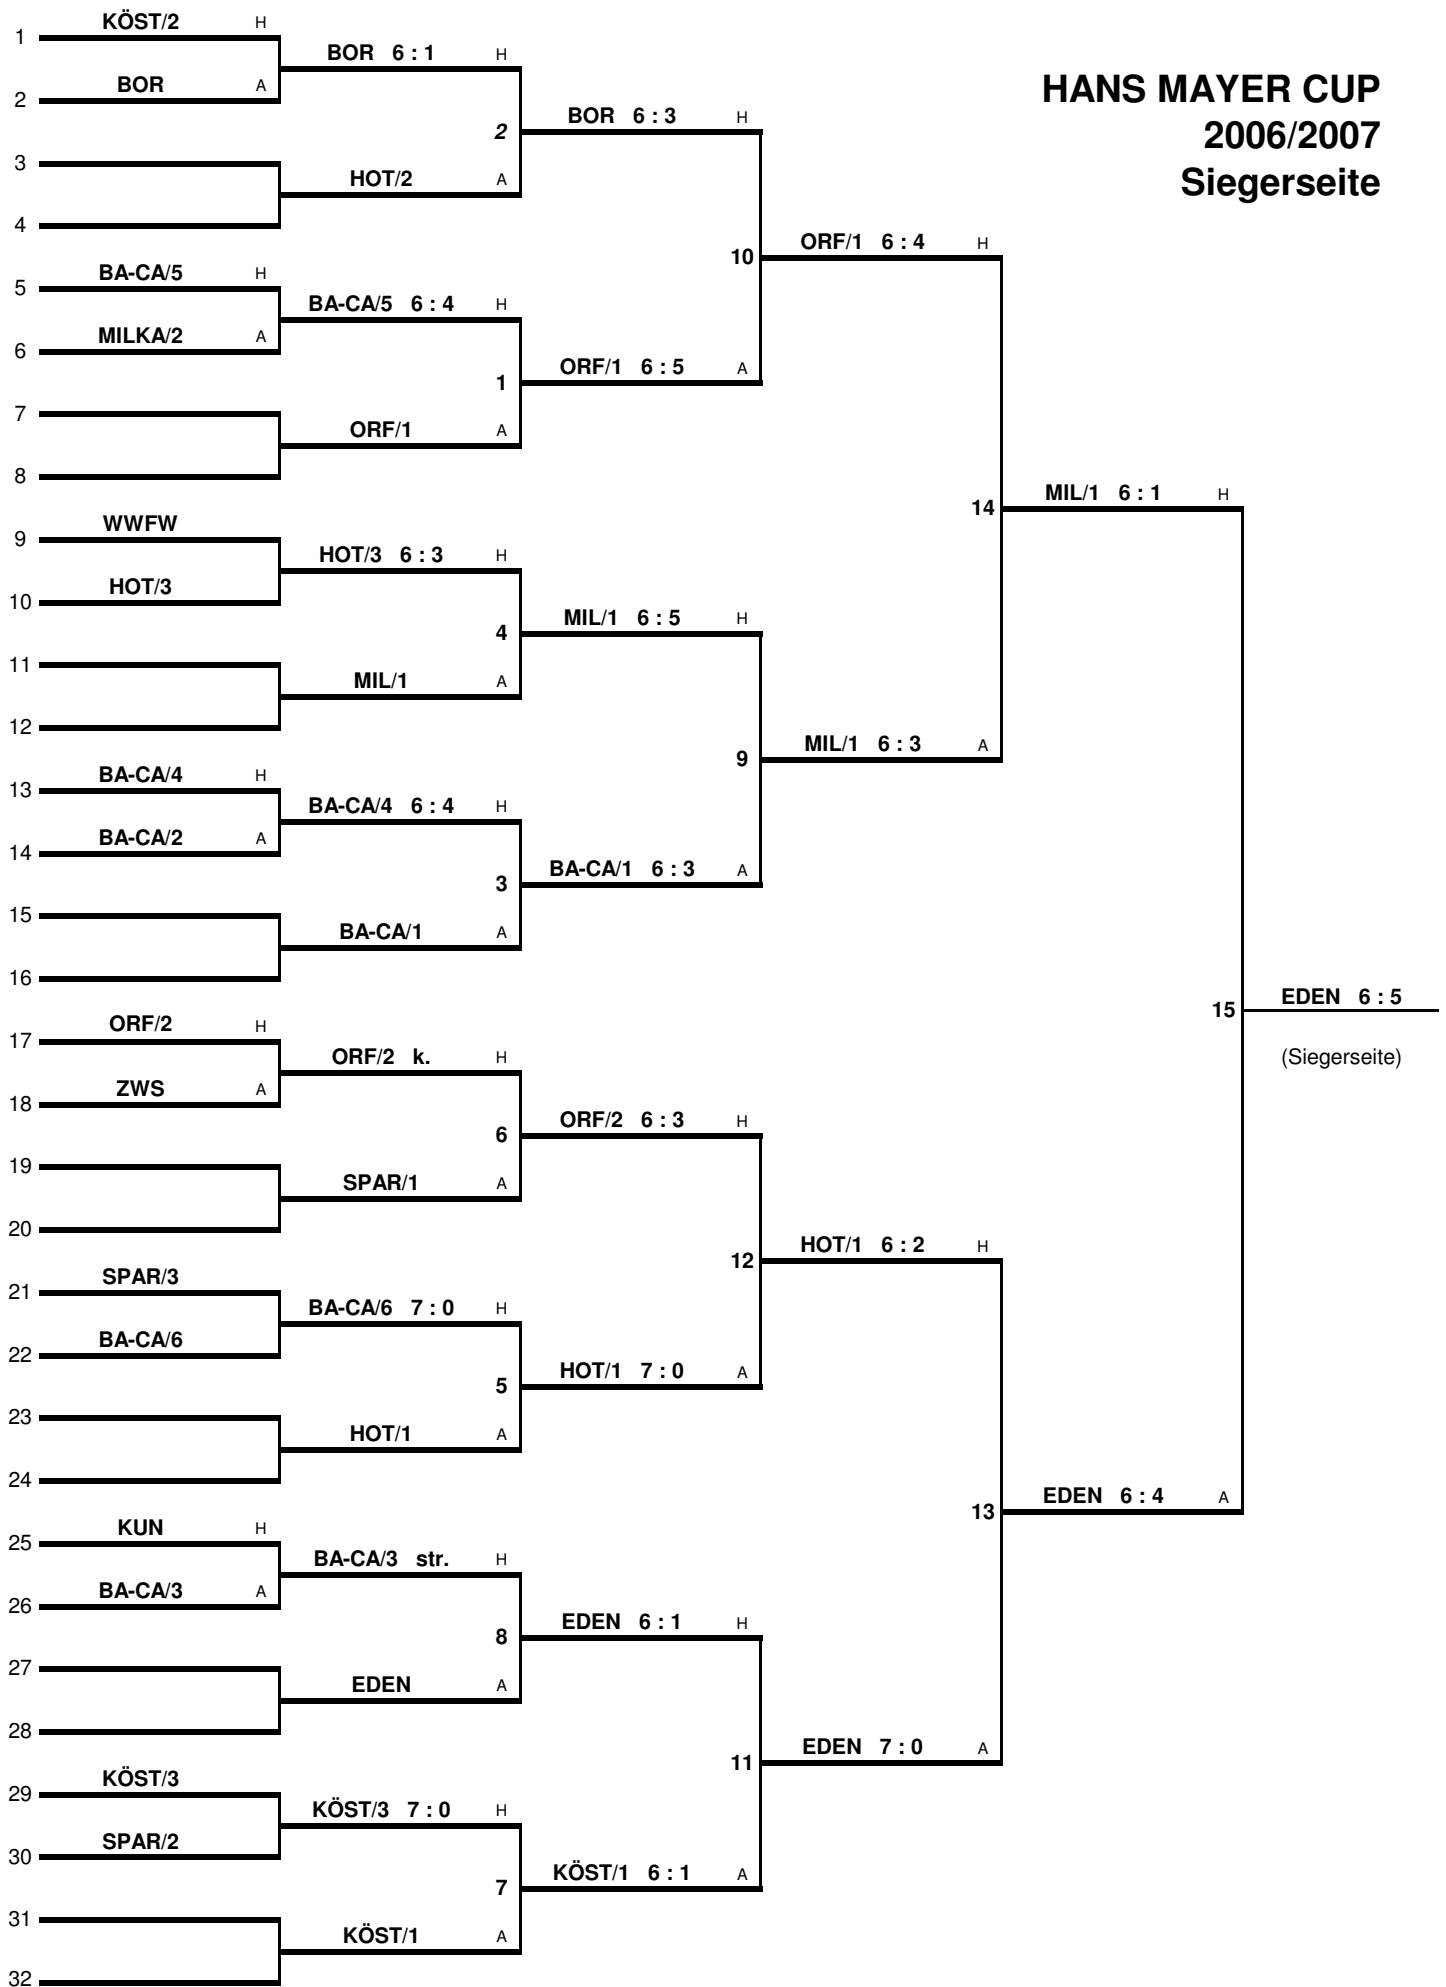 HANS MAYER CUP
2006/2007
Siegerseite
KÖST/2 H
1
BOR 6 : 1 H
BOR A
2
BOR 6 : 3 H
2
3
HOT/2 A
4
ORF/1 6 : 4 H
10
BA-CA/5 H
5
BA-CA/5 6 : 4 H
MILKA/2 A
6
ORF/1 6 : 5 A
1
7
ORF/1 A
8
MIL/1 6 : 1 H
14
WWFW
9
HOT/3 6 : 3 H
HOT/3
10
MIL/1 6 : 5 H
4
11
MIL/1 A
12
MIL/1 6 : 3 A
9
BA-CA/4 H
13
BA-CA/4 6 : 4 H
BA-CA/2 A
14
BA-CA/1 6 : 3 A
3
15
BA-CA/1 A
16
EDEN 6 : 5
15
(Siegerseite)
ORF/2 H
17
ORF/2 k. H
ZWS A
18
ORF/2 6 : 3 H
6
19
SPAR/1 A
20
HOT/1 6 : 2 H
12
SPAR/3
21
BA-CA/6 7 : 0 H
BA-CA/6
22
HOT/1 7 : 0 A
5
23
HOT/1 A
24
EDEN 6 : 4 A
13
KUN H
25
BA-CA/3 str. H
BA-CA/3 A
26
EDEN 6 : 1 H
8
27
EDEN A
28
EDEN 7 : 0 A
11
KÖST/3
29
KÖST/3 7 : 0 H
SPAR/2
30
KÖST/1 6 : 1 A
7
31
KÖST/1 A
32